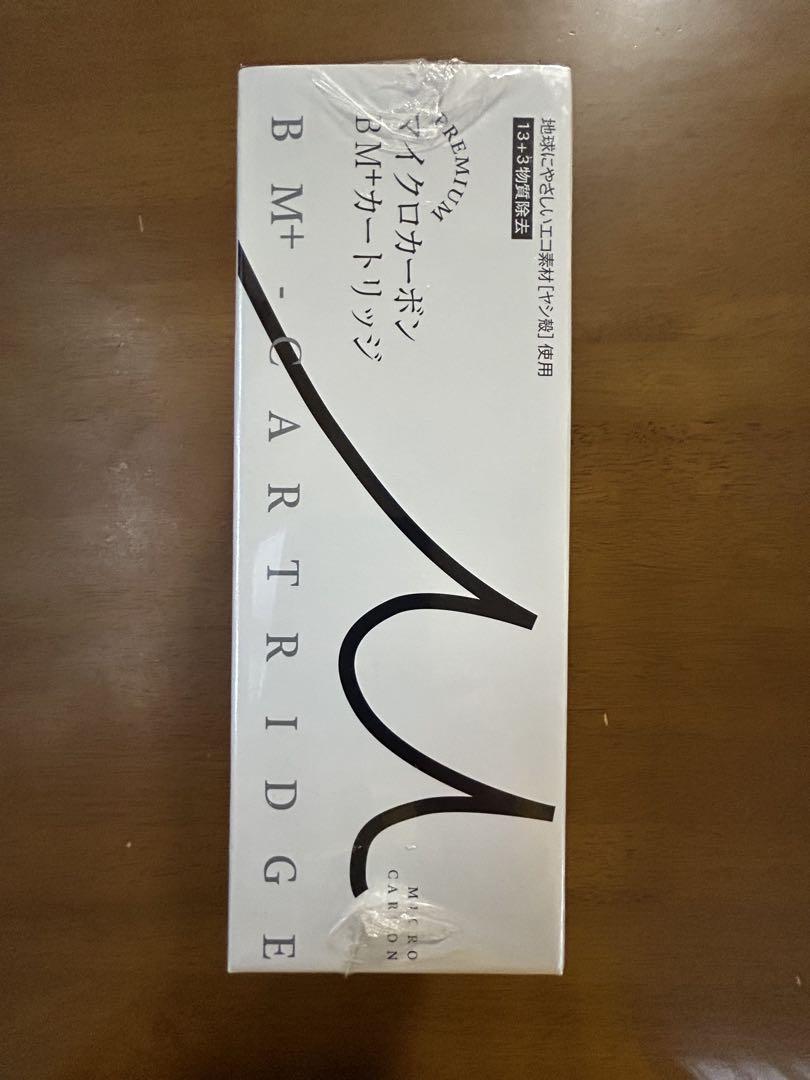 地球にやさしいエコ素材[ヤシ殻]使用
13+3物質除去
PREMIUM
マイクロカーボン
BM⁺カートリッジ
BM⁺-CARTRIDGE
MICRO
CARBON